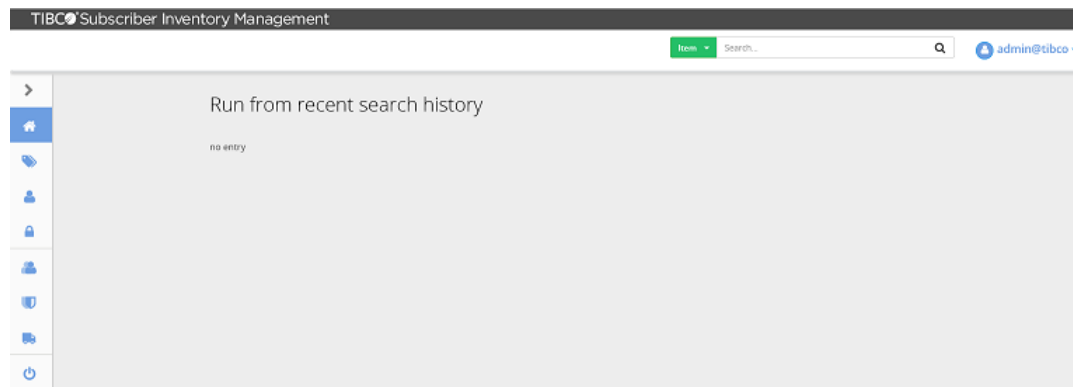 TIBCO Subscriber Inventory Management
Item Search... admin@tibco
Run from recent search history
no entry